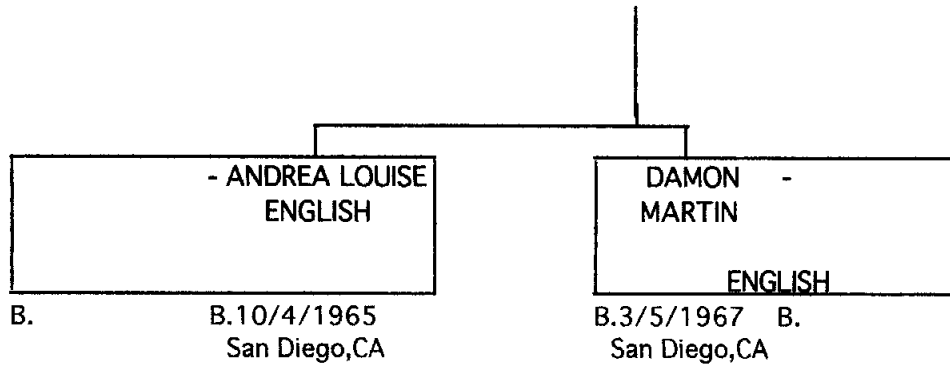 - ANDREA LOUISE
ENGLISH
B. B.10/4/1965
San Diego,CA
DAMON -
MARTIN
ENGLISH
B.3/5/1967 B.
San Diego,CA